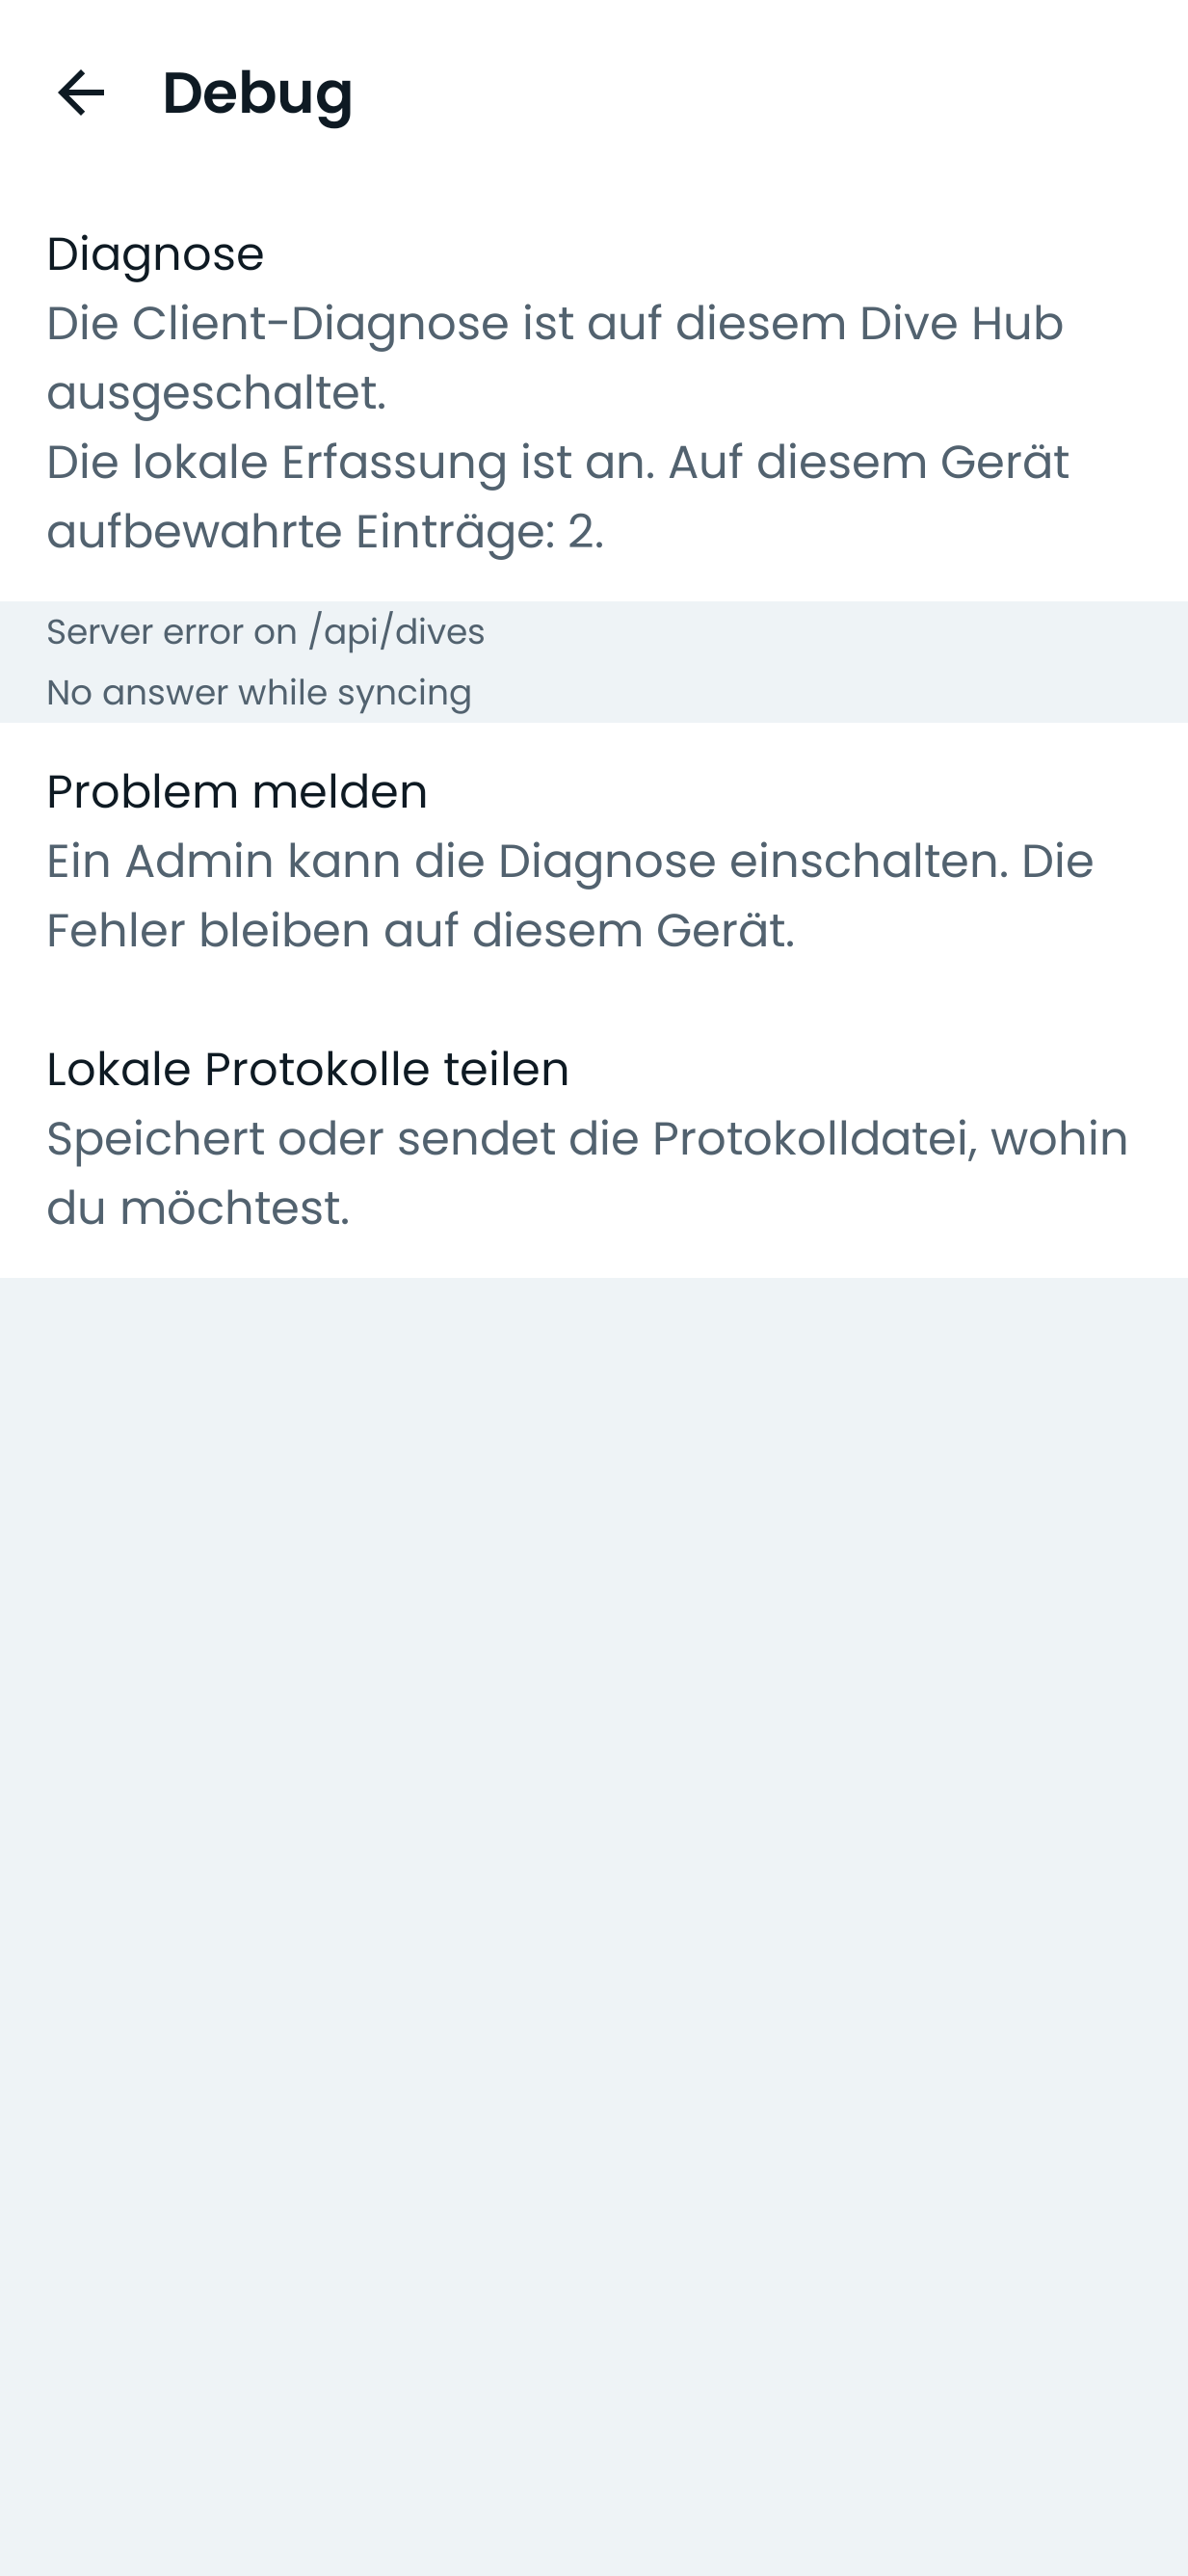 Debug
Diagnose
Die Client-Diagnose ist auf diesem Dive Hub
ausgeschaltet.
Die lokale Erfassung ist an. Auf diesem Gerät
aufbewahrte Einträge: 2.
Server error on /api/dives
No answer while syncing
Problem melden
Ein Admin kann die Diagnose einschalten. Die
Fehler bleiben auf diesem Gerät.
Lokale Protokolle teilen
Speichert oder sendet die Protokolldatei, wohin
du möchtest.